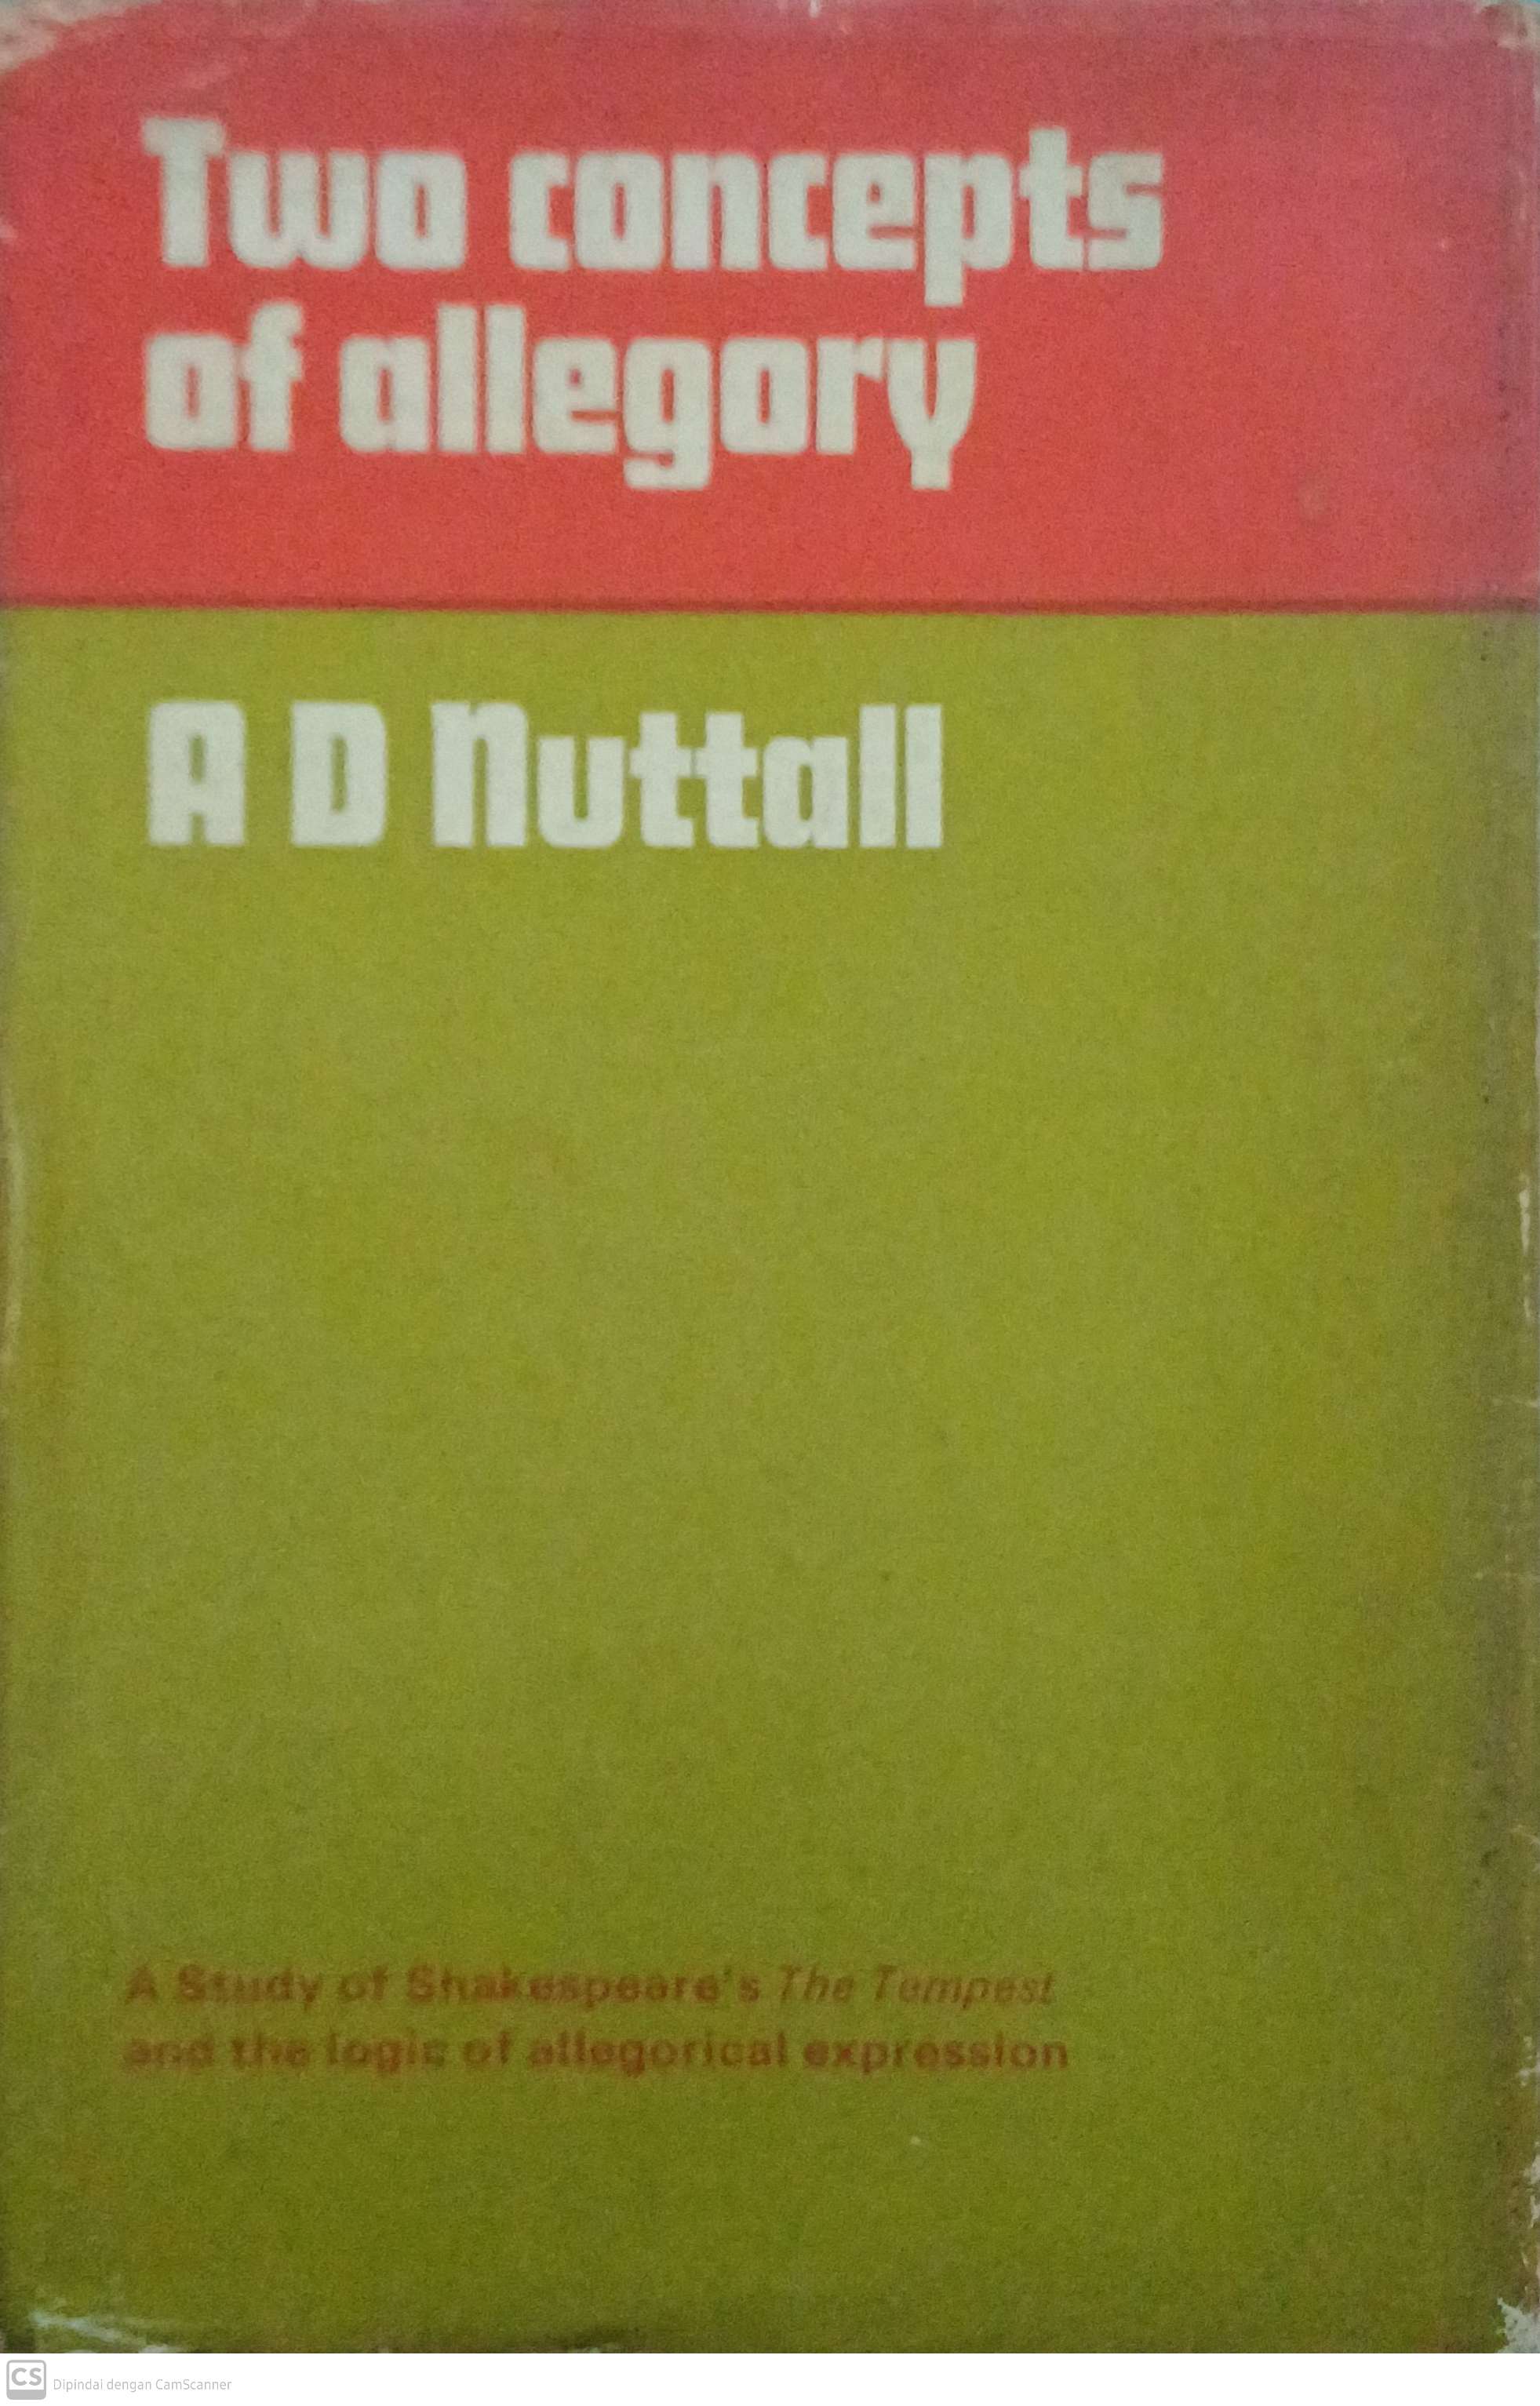 Two concepts
of allegory
A D Nuttall
A Study of Shakespeare's The Tempest
and the logic of allegorical expression
CS Dipindai dengan CamScanner